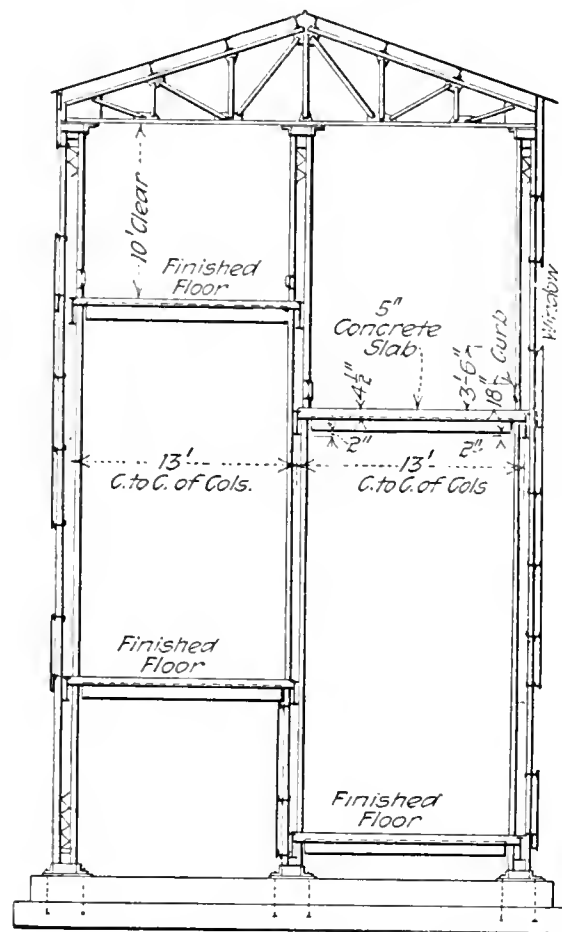 10' Clear
Finished
Floor
5"
Concrete
Slab
4½"
3'-6"
18"
Curb
Window
2"
2"
13'
C. to C. of Cols.
13'
C. to C. of Cols
Finished
Floor
Finished
Floor